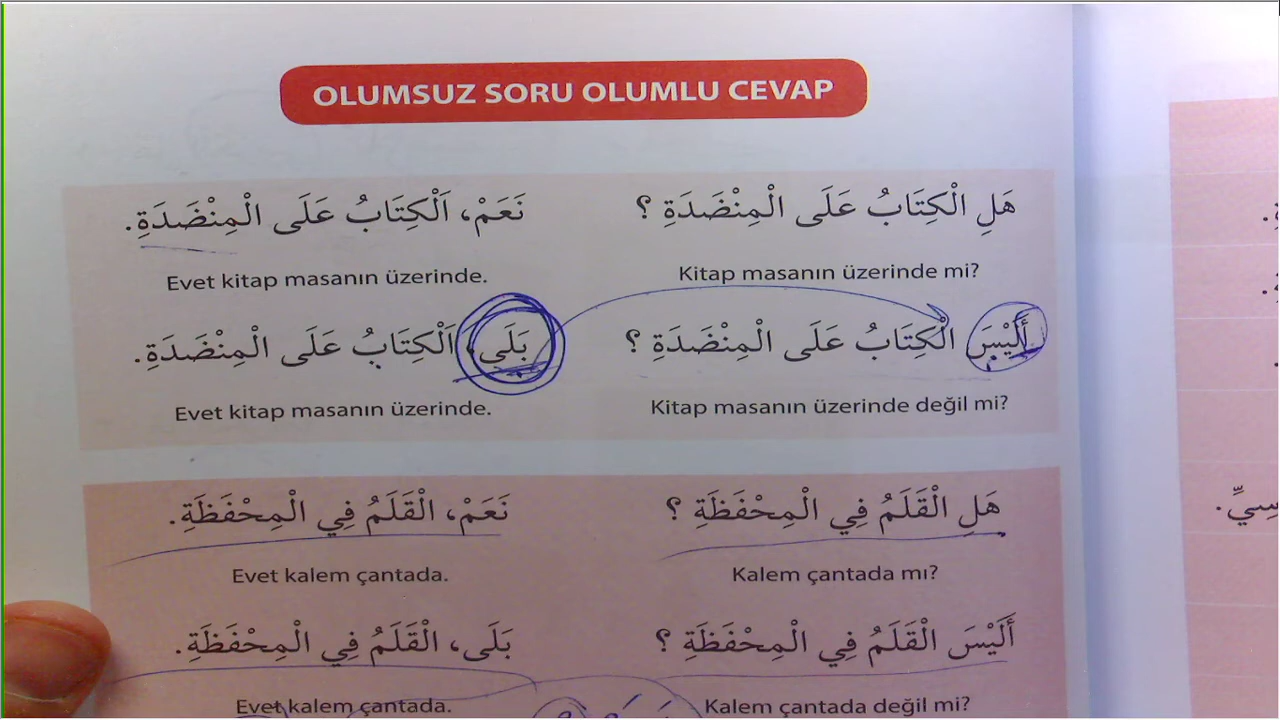 OLUMSUZ SORU OLUMLU CEVAP
هَلِ الْكِتَابُ عَلَى الْمِنْضَدَةِ ؟ نَعَمْ، اَلْكِتَابُ عَلَى الْمِنْضَدَةِ.
Kitap masanın üzerinde mi? Evet kitap masanın üzerinde.
أَلَيْسَ الْكِتَابُ عَلَى الْمِنْضَدَةِ ؟ بَلَى، اَلْكِتَابُ عَلَى الْمِنْضَدَةِ.
Kitap masanın üzerinde değil mi? Evet kitap masanın üzerinde.
هَلِ الْقَلَمُ فِي الْمِحْفَظَةِ ؟ نَعَمْ، الْقَلَمُ فِي الْمِحْفَظَةِ.
Kalem çantada mı? Evet kalem çantada.
أَلَيْسَ الْقَلَمُ فِي الْمِحْفَظَةِ ؟ بَلَى، الْقَلَمُ فِي الْمِحْفَظَةِ.
Kalem çantada değil mi? Evet kalem çantada.